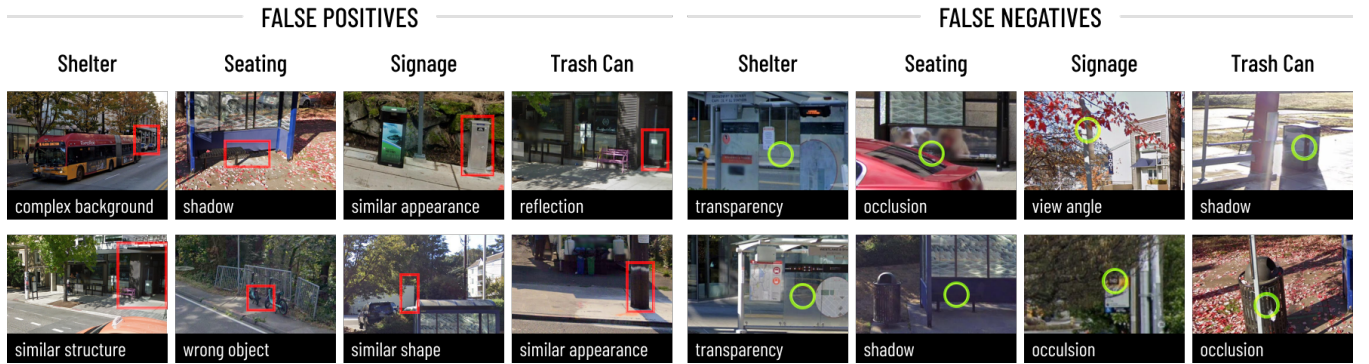 FALSE POSITIVES
FALSE NEGATIVES
Shelter
Seating
Signage
Trash Can
Shelter
Seating
Signage
Trash Can
complex background
shadow
similar appearance
reflection
transparency
occlusion
view angle
shadow
similar structure
wrong object
similar shape
similar appearance
transparency
shadow
occulsion
occlusion